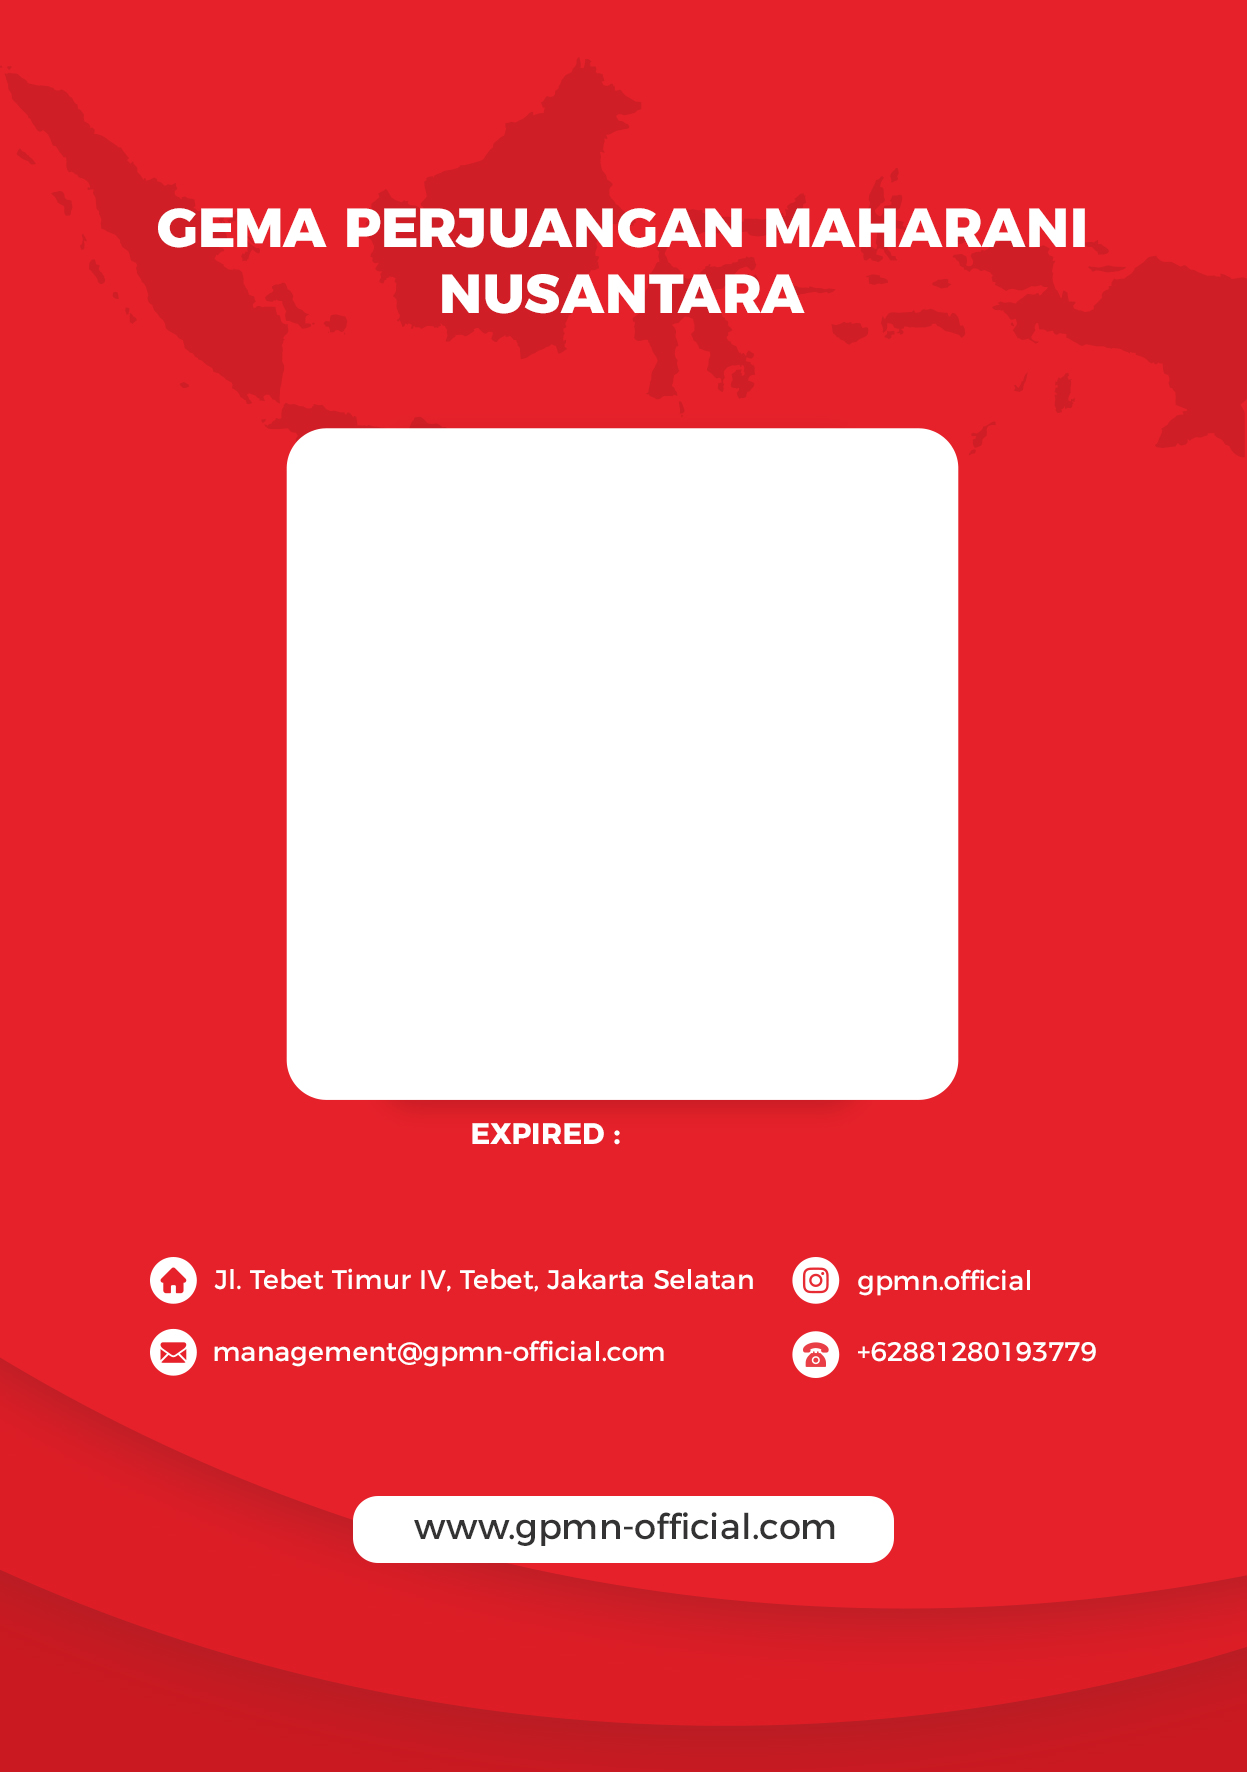 GEMA PERJUANGAN MAHARANI
NUSANTARA
EXPIRED :
Jl. Tebet Timur IV, Tebet, Jakarta Selatan
gpmn.official
management@gpmn-official.com
+62881280193779
www.gpmn-official.com